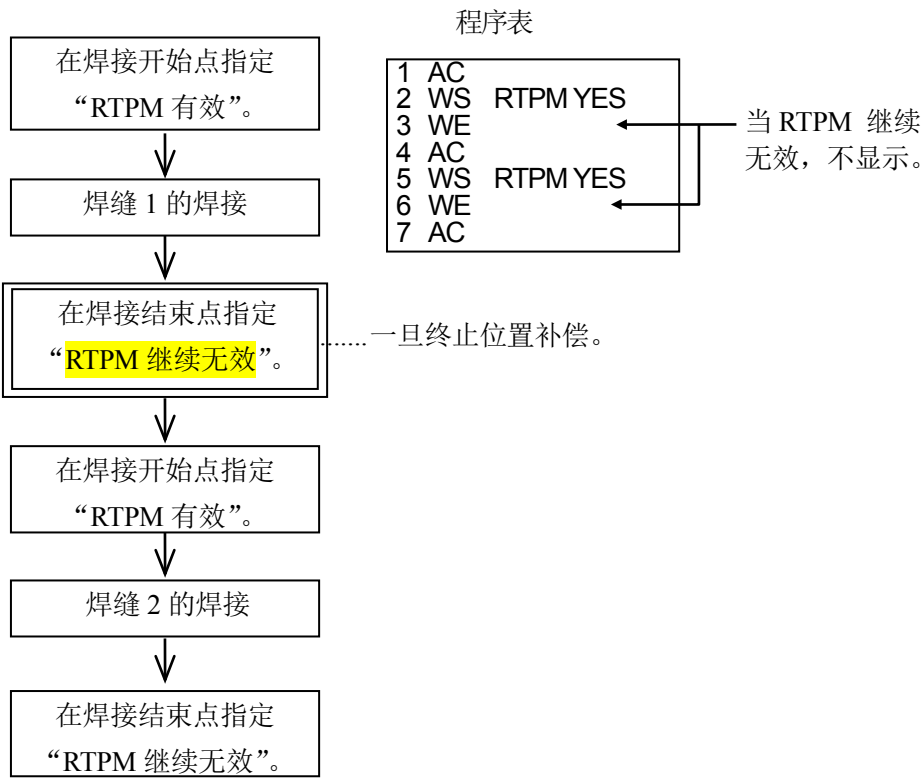 程序表
在焊接开始点指定
“RTPM 有效”。
1 AC
2 WS RTPM YES
3 WE
4 AC
5 WS RTPM YES
6 WE
7 AC
当 RTPM 继续
无效，不显示。
焊缝 1 的焊接
在焊接结束点指定
“RTPM 继续无效”。
.......一旦终止位置补偿。
在焊接开始点指定
“RTPM 有效”。
焊缝 2 的焊接
在焊接结束点指定
“RTPM 继续无效”。